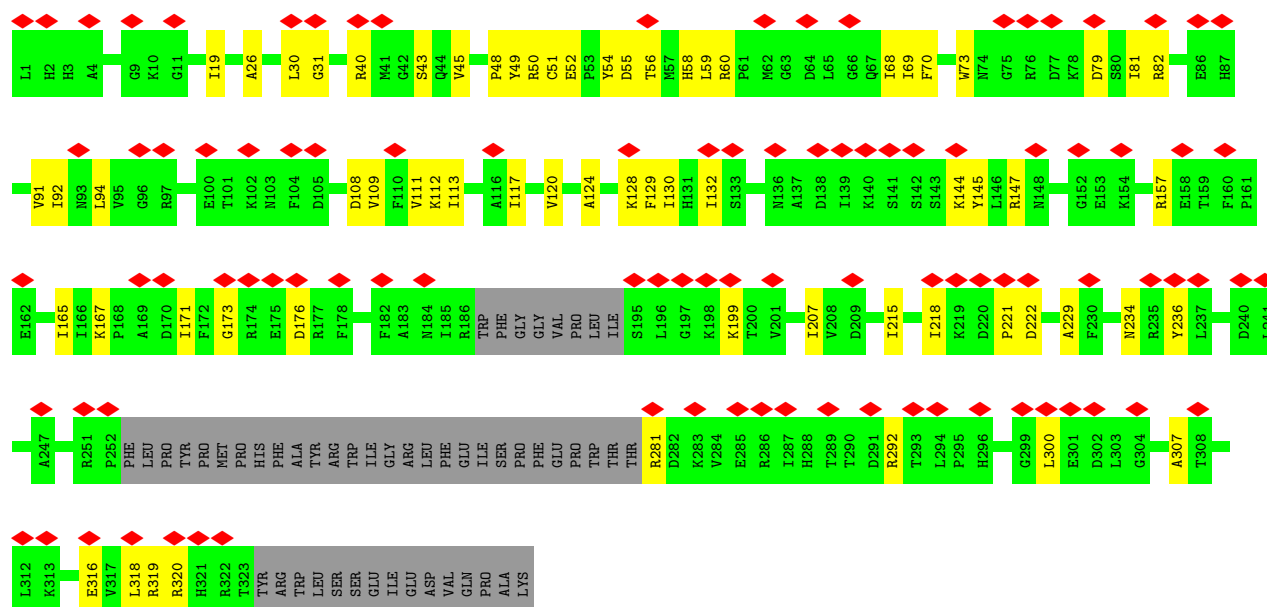 L1 H2 H3 A4 G9 K10 G11 I19 A26 L30 G31 R40 M41 G42 S43 Q44 V45 P48 Y49 R50 C51 E52 P53 Y54 D55 T56 M57 H58 L59 R60 P61 M62 G63 D64 L65 G66 Q67 I68 I69 F70 W73 N74 G75 R76 D77 K78 D79 S80 I81 R82 E86 H87
V91 I92 N93 L94 V95 G96 R97 E100 T101 K102 N103 F104 D105 D108 V109 F110 V111 K112 I113 A116 I117 V120 A124 K128 F129 I130 H131 I132 S133 N136 A137 D138 I139 K140 S141 S142 S143 K144 Y145 L146 R147 N148 G152 E153 K154 R157 E158 T159 F160 P161
E162 I165 I166 K167 P168 A169 D170 I171 F172 G173 R174 E175 D176 R177 F178 F182 A183 N184 I185 R186 TRP PHE GLY GLY VAL PRO LEU ILE S195 L196 G197 K198 K199 T200 V201 I207 V208 D209 I215 I218 K219 D220 P221 D222 A229 F230 N234 R235 Y236 L237 D240
A247 R251 P252 PHE LEU PRO TYR PRO MET PRO HIS PHE ALA TYR ARG TRP ILE GLY ARG LEU PHE GLU ILE SER PRO PHE GLU PRO TRP THR THR R281 D282 K283 V284 E285 R286 I287 H288 T289 T290 D291 R292 T293 L294 P295 H296 G299 L300 E301 D302 L303 G304 A307 T308
L312 K313 E316 V317 L318 R319 R320 H321 R322 T323 TYR ARG TRP LEU SER SER GLU ILE GLU ASP VAL GLN PRO ALA LYS